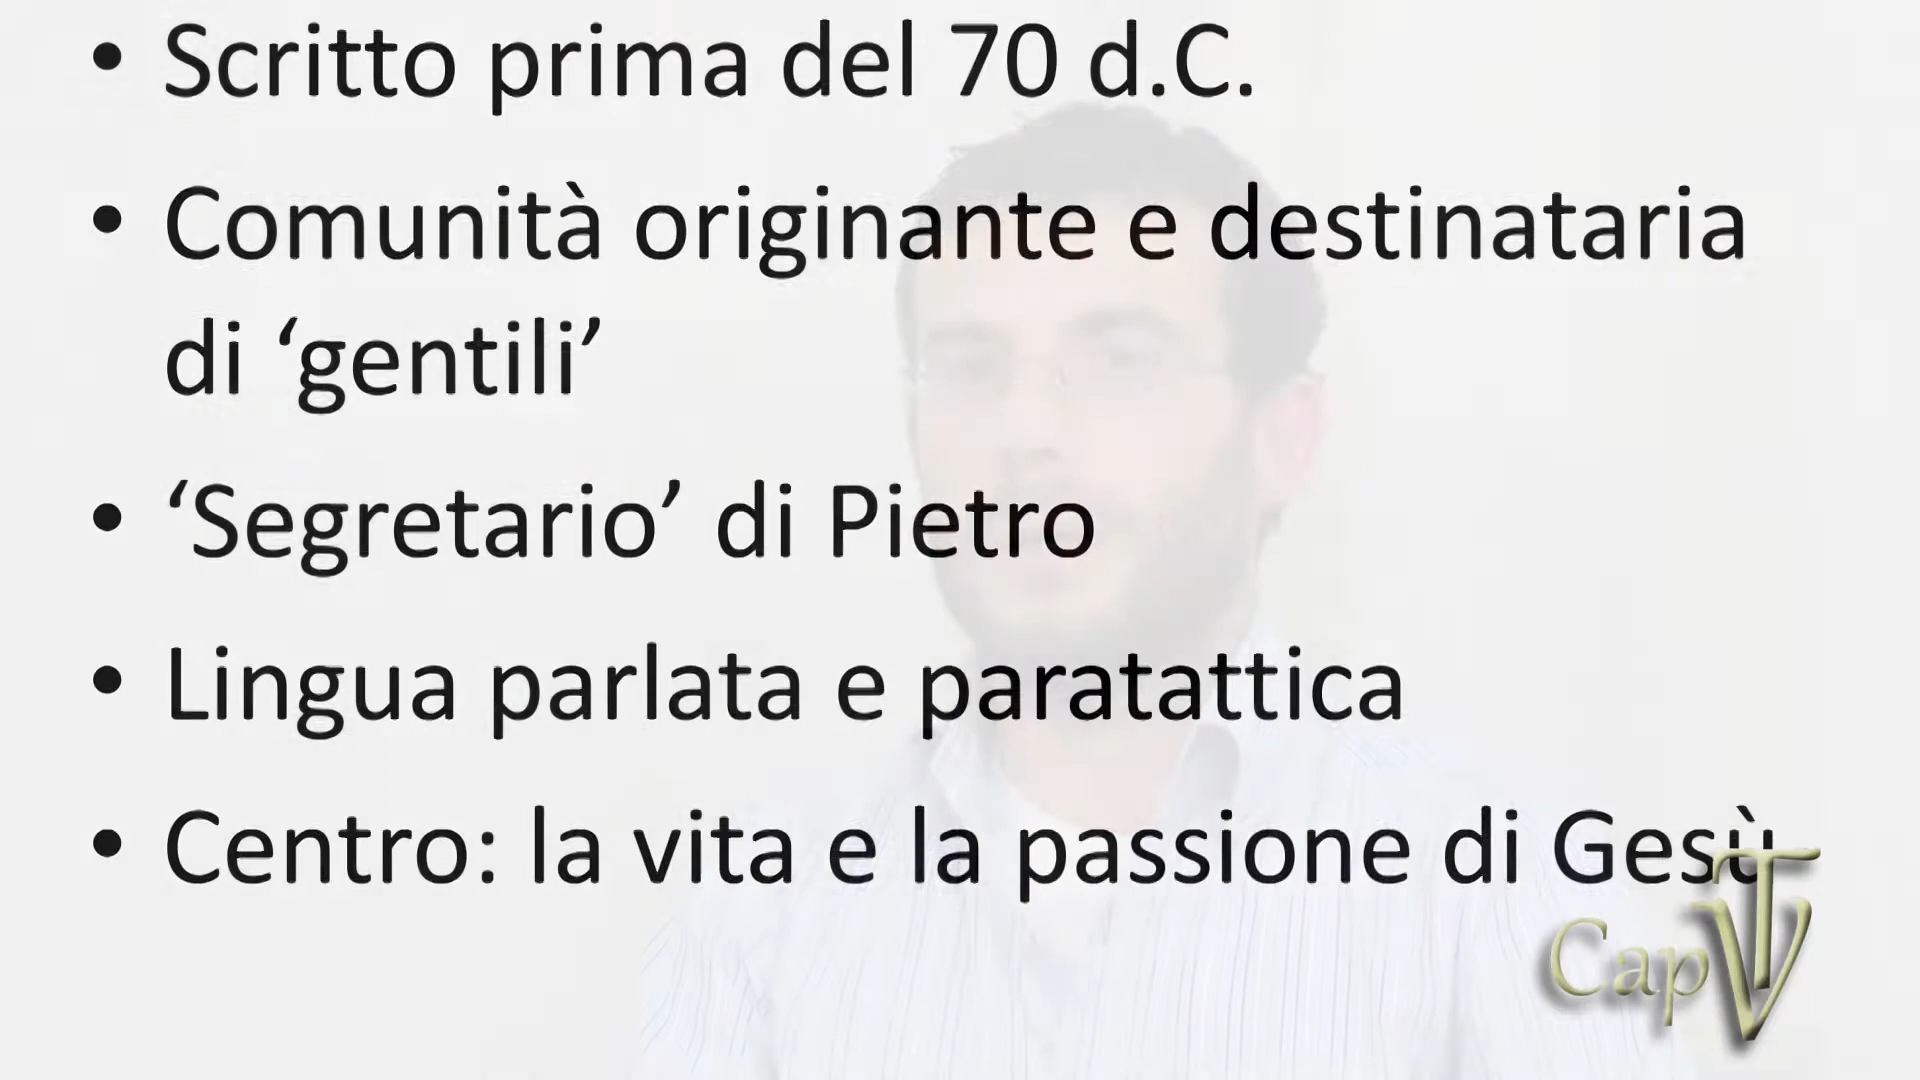 • Scritto prima del 70 d.C.
• Comunità originante e destinataria
di ‘gentili’
• ‘Segretario’ di Pietro
• Lingua parlata e paratattica
• Centro: la vita e la passione di Gesù
CapTV